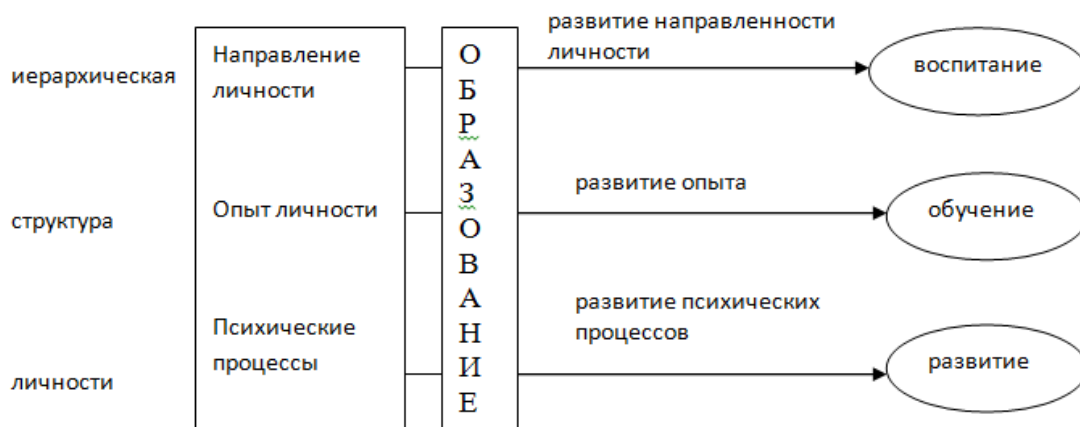 иерархическая
структура
личности
Направление
личности
Опыт личности
Психические
процессы
О
Б
Р
А
З
О
В
А
Н
И
Е
развитие направленности
личности
развитие опыта
развитие психических
процессов
воспитание
обучение
развитие